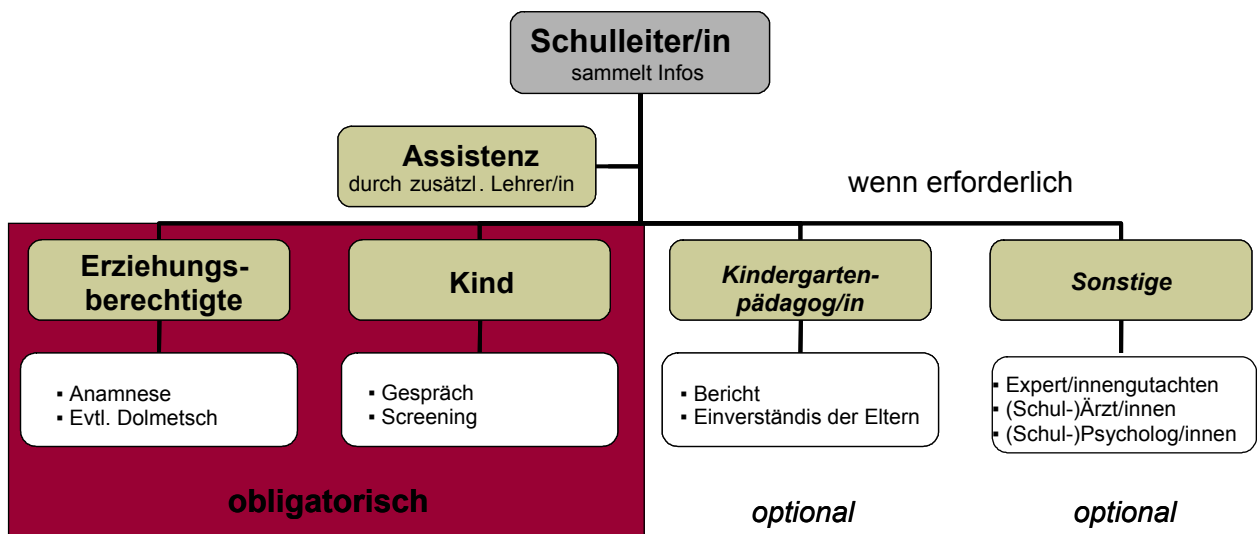 Schulleiter/in
sammelt Infos
Assistenz
durch zusätzl. Lehrer/in
wenn erforderlich
Erziehungs-
berechtigte
Kind
Kindergarten-
pädagog/in
Sonstige
▪ Anamnese
▪ Evtl. Dolmetsch
▪ Gespräch
▪ Screening
▪ Bericht
▪ Einverständis der Eltern
▪ Expert/innengutachten
▪ (Schul-)Ärzt/innen
▪ (Schul-)Psycholog/innen
obligatorisch
optional
optional